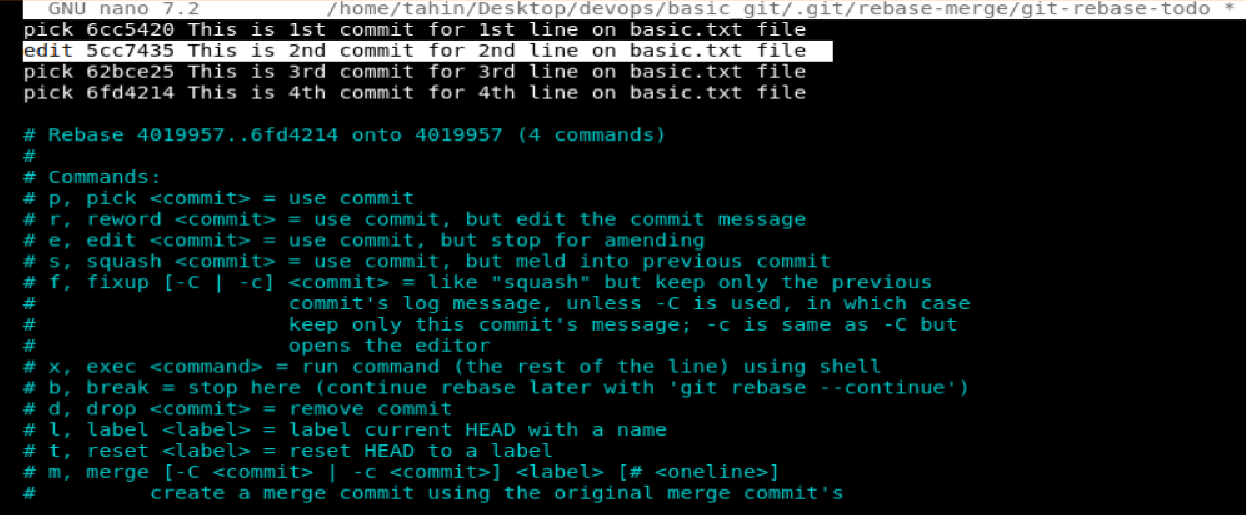 GNU nano 7.2 /home/tahin/Desktop/devops/basic git/.git/rebase-merge/git-rebase-todo *
pick 6cc5420 This is 1st commit for 1st line on basic.txt file
edit 5cc7435 This is 2nd commit for 2nd line on basic.txt file
pick 62bce25 This is 3rd commit for 3rd line on basic.txt file
pick 6fd4214 This is 4th commit for 4th line on basic.txt file
# Rebase 4019957..6fd4214 onto 4019957 (4 commands)
#
# Commands:
# p, pick <commit> = use commit
# r, reword <commit> = use commit, but edit the commit message
# e, edit <commit> = use commit, but stop for amending
# s, squash <commit> = use commit, but meld into previous commit
# f, fixup [-C | -c] <commit> = like "squash" but keep only the previous
# commit's log message, unless -C is used, in which case
# keep only this commit's message; -c is same as -C but
# opens the editor
# x, exec <command> = run command (the rest of the line) using shell
# b, break = stop here (continue rebase later with 'git rebase --continue')
# d, drop <commit> = remove commit
# l, label <label> = label current HEAD with a name
# t, reset <label> = reset HEAD to a label
# m, merge [-C <commit> | -c <commit>] <label> [# <oneline>]
# create a merge commit using the original merge commit's